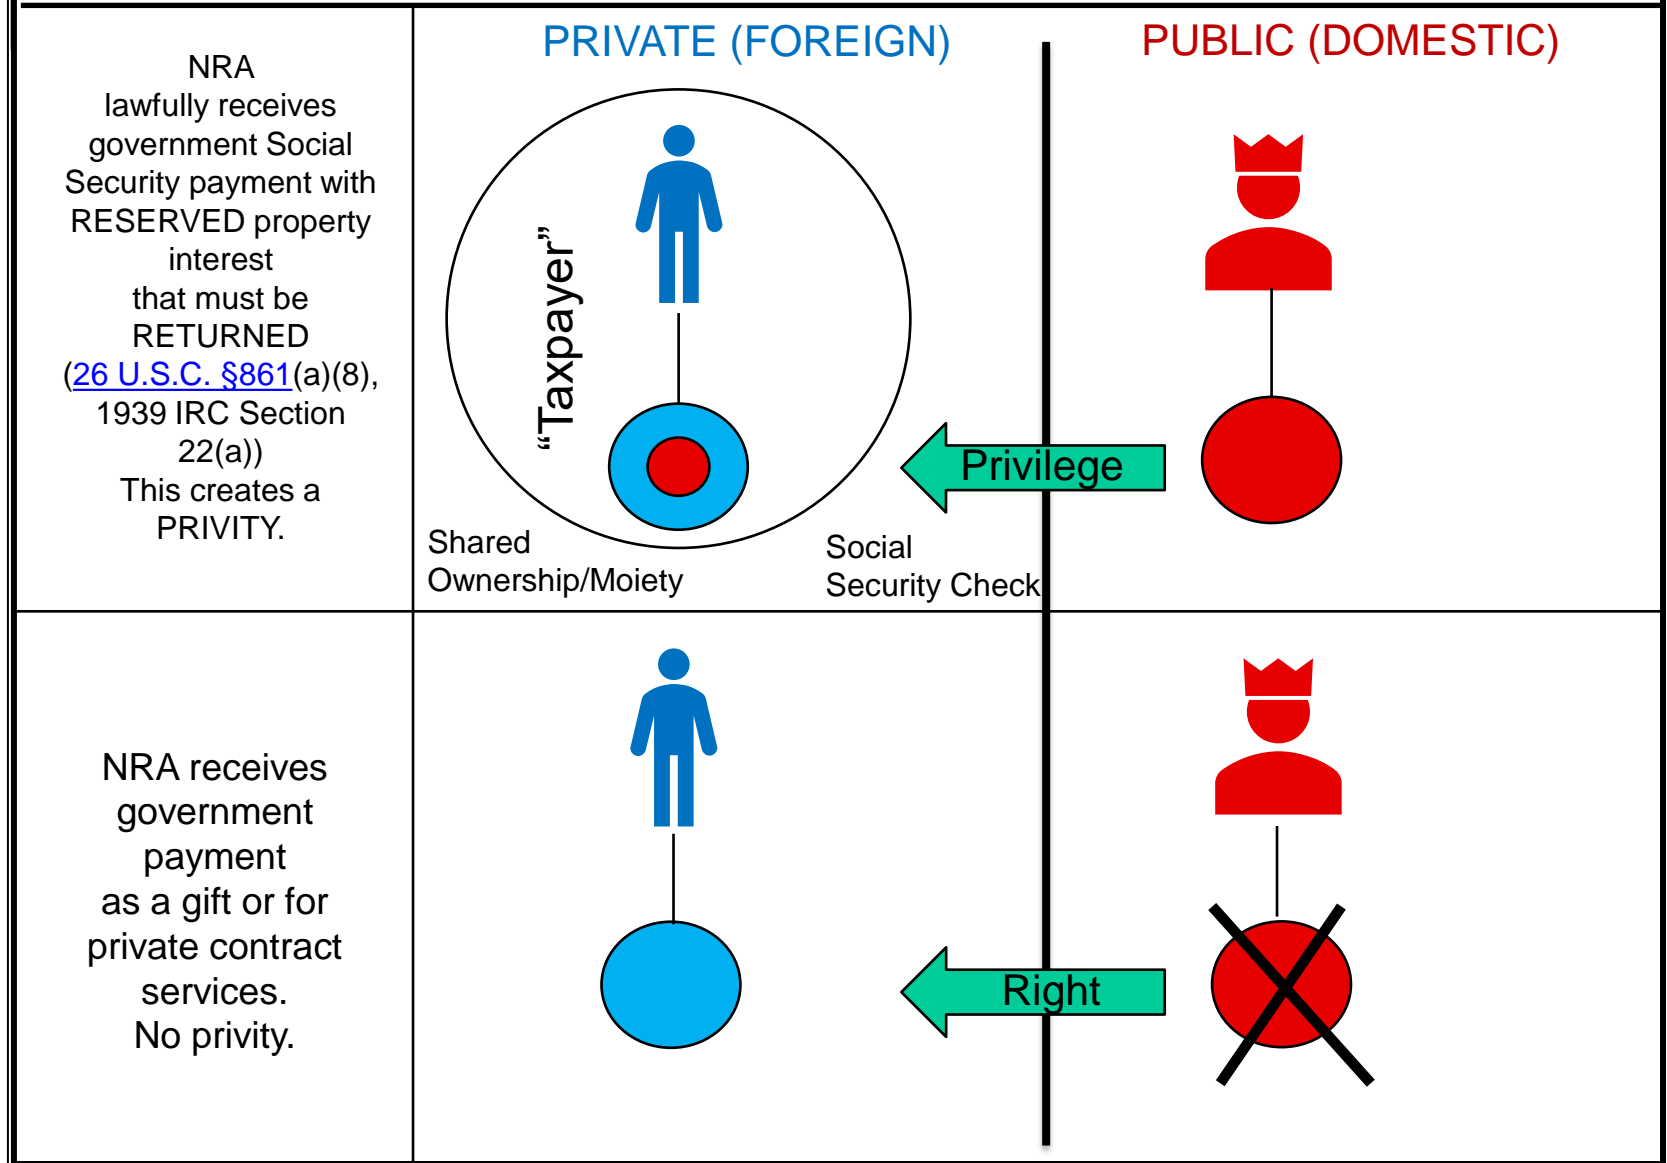 PRIVATE (FOREIGN)
PUBLIC (DOMESTIC)
NRA
lawfully receives
government Social
Security payment with
RESERVED property
interest
that must be
RETURNED
(26 U.S.C. §861(a)(8),
1939 IRC Section
22(a))
This creates a
PRIVITY.
“Taxpayer”
Privilege
Shared
Ownership/Moiety
Social
Security Check
NRA receives
government
payment
as a gift or for
private contract
services.
No privity.
Right